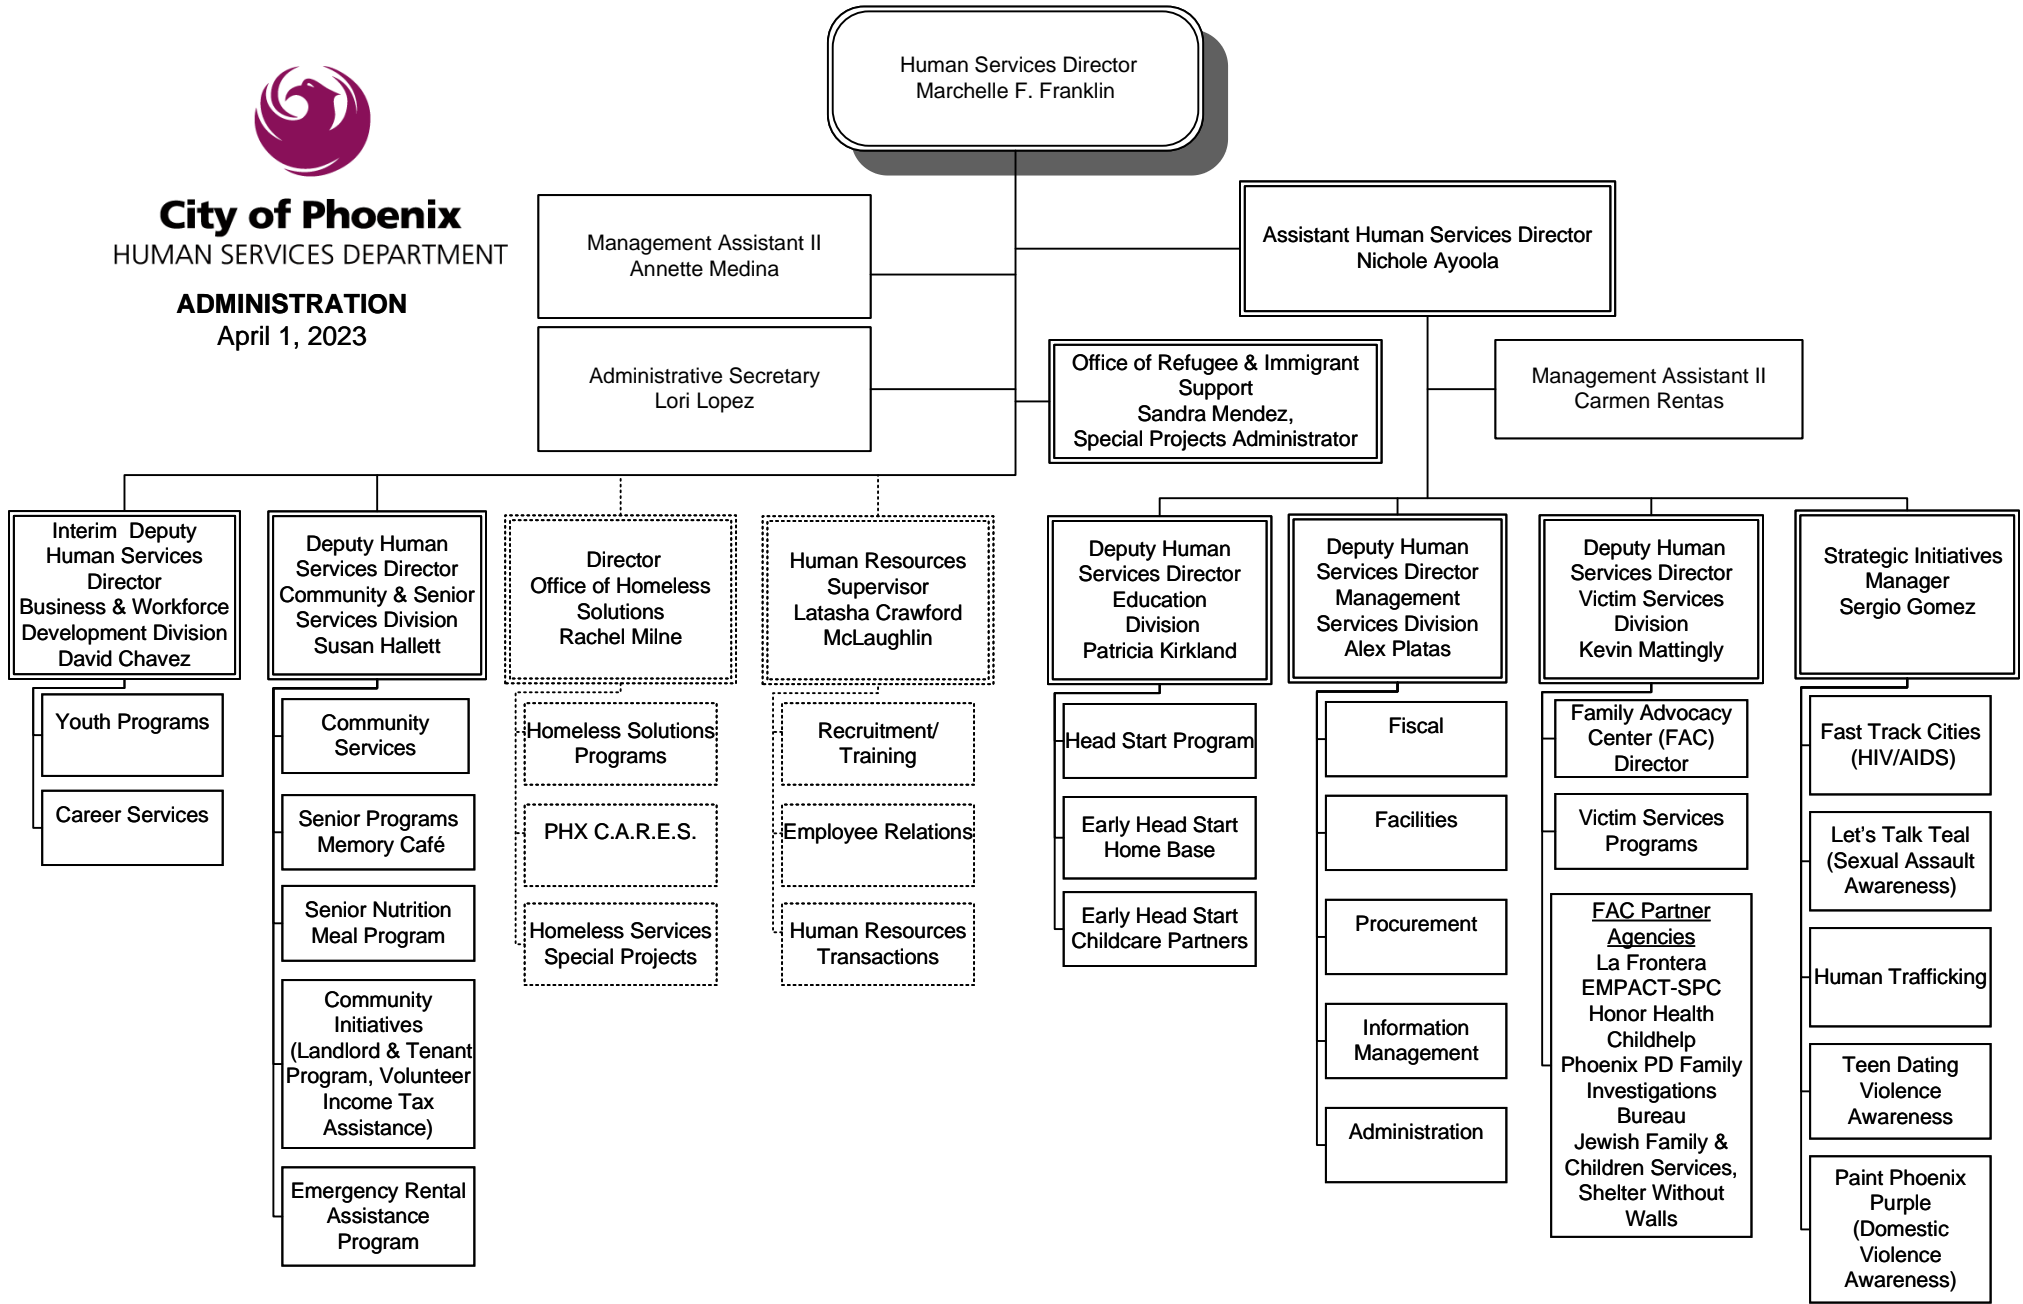 Human Services Director
Marchelle F. Franklin
City of Phoenix
HUMAN SERVICES DEPARTMENT
ADMINISTRATION
April 1, 2023
Management Assistant II
Annette Medina
Assistant Human Services Director
Nichole Ayoola
Administrative Secretary
Lori Lopez
Office of Refugee & Immigrant
Support
Sandra Mendez,
Special Projects Administrator
Management Assistant II
Carmen Rentas
Interim  Deputy
Human Services
Director
Business & Workforce
Development Division
David Chavez
Youth Programs
Career Services
Deputy Human
Services Director
Community & Senior
Services Division
Susan Hallett
Community
Services
Senior Programs
Memory Café
Senior Nutrition
Meal Program
Community
Initiatives
(Landlord & Tenant
Program, Volunteer
Income Tax
Assistance)
Emergency Rental
Assistance
Program
Director
Office of Homeless
Solutions
Rachel Milne
Homeless Solutions
Programs
PHX C.A.R.E.S.
Homeless Services
Special Projects
Human Resources
Supervisor
Latasha Crawford
McLaughlin
Recruitment/
Training
Employee Relations
Human Resources
Transactions
Deputy Human
Services Director
Education
Division
Patricia Kirkland
Head Start Program
Early Head Start
Home Base
Early Head Start
Childcare Partners
Deputy Human
Services Director
Management
Services Division
Alex Platas
Fiscal
Facilities
Procurement
Information
Management
Administration
Deputy Human
Services Director
Victim Services
Division
Kevin Mattingly
Family Advocacy
Center (FAC)
Director
Victim Services
Programs
FAC Partner
Agencies
La Frontera
EMPACT-SPC
Honor Health
Childhelp
Phoenix PD Family
Investigations
Bureau
Jewish Family &
Children Services,
Shelter Without
Walls
Strategic Initiatives
Manager
Sergio Gomez
Fast Track Cities
(HIV/AIDS)
Let's Talk Teal
(Sexual Assault
Awareness)
Human Trafficking
Teen Dating
Violence
Awareness
Paint Phoenix
Purple
(Domestic
Violence
Awareness)